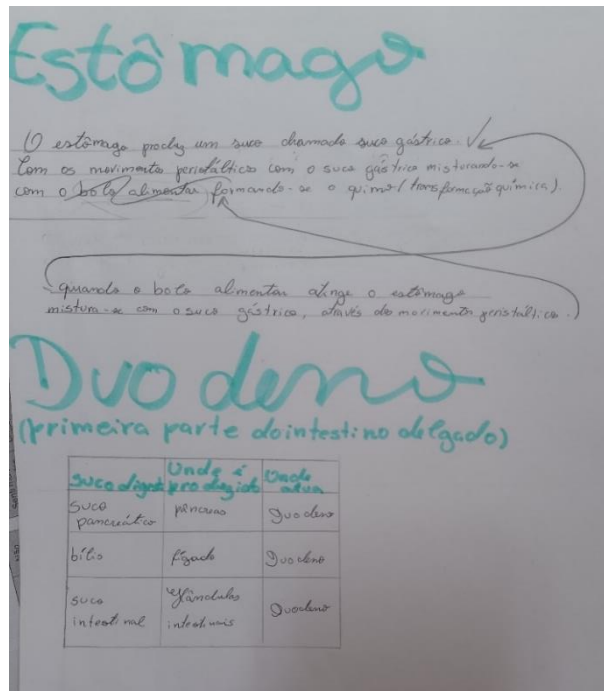 Estômago
O estômago produz um suco chamado suco gástrico.
Com os movimento peristálticos com o suco gástrico misturando-se
com o bolo alimentar formando-se o quimo (transformação química).
quando o bolo alimentar atinge o estômago
mistura-se com o suco gástrico, através de movimentos peristálticos.
Duodeno
(primeira parte do intestino delgado)
suco digest Onde é produzido Onde atua
suco pancreático pâncreas Duodeno
bílis fígado Duodeno
suco intestinal glândulas intestinais Duodeno